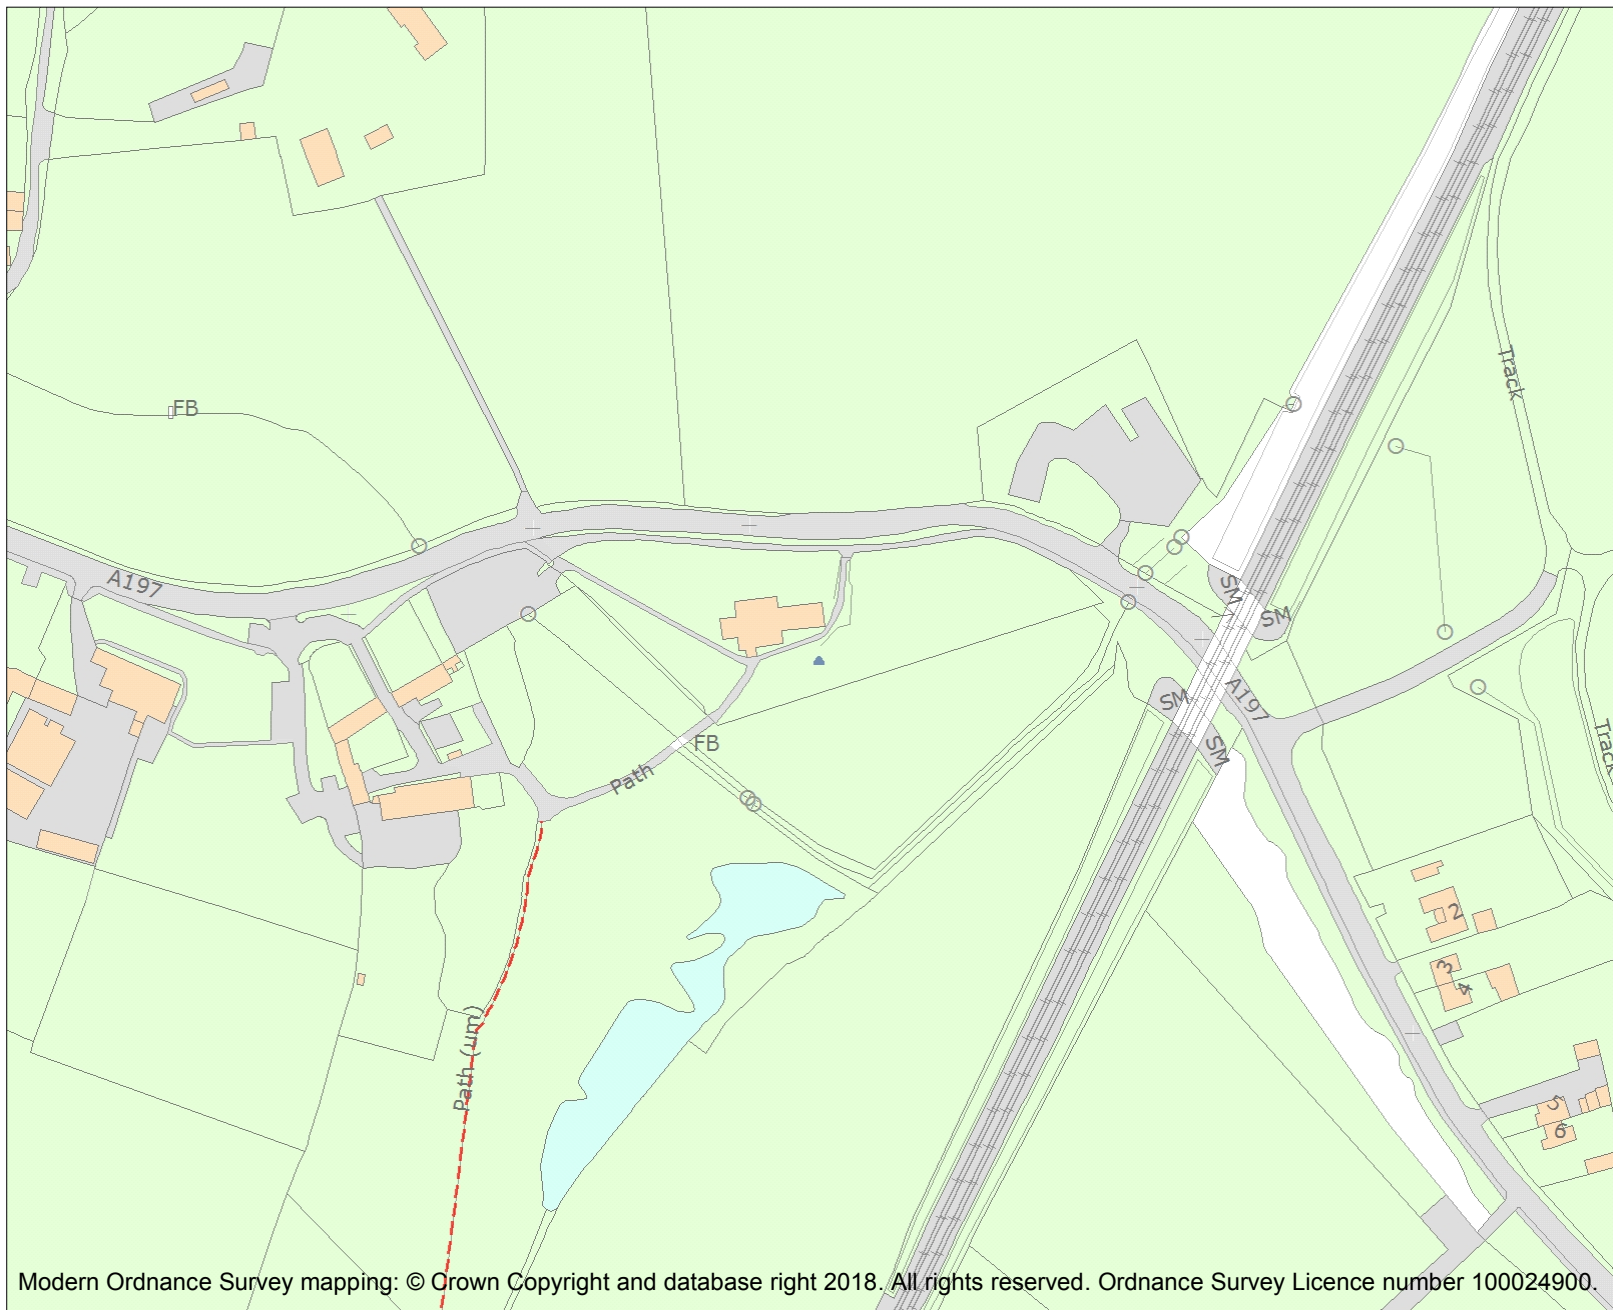 Track
FB
A197
SM
SM
SM
A197
SM
Track
FB
Path
2
3
4
Path (um)
5
6
Modern Ordnance Survey mapping: © Crown Copyright and database right 2018. All rights reserved. Ordnance Survey Licence number 100024900.